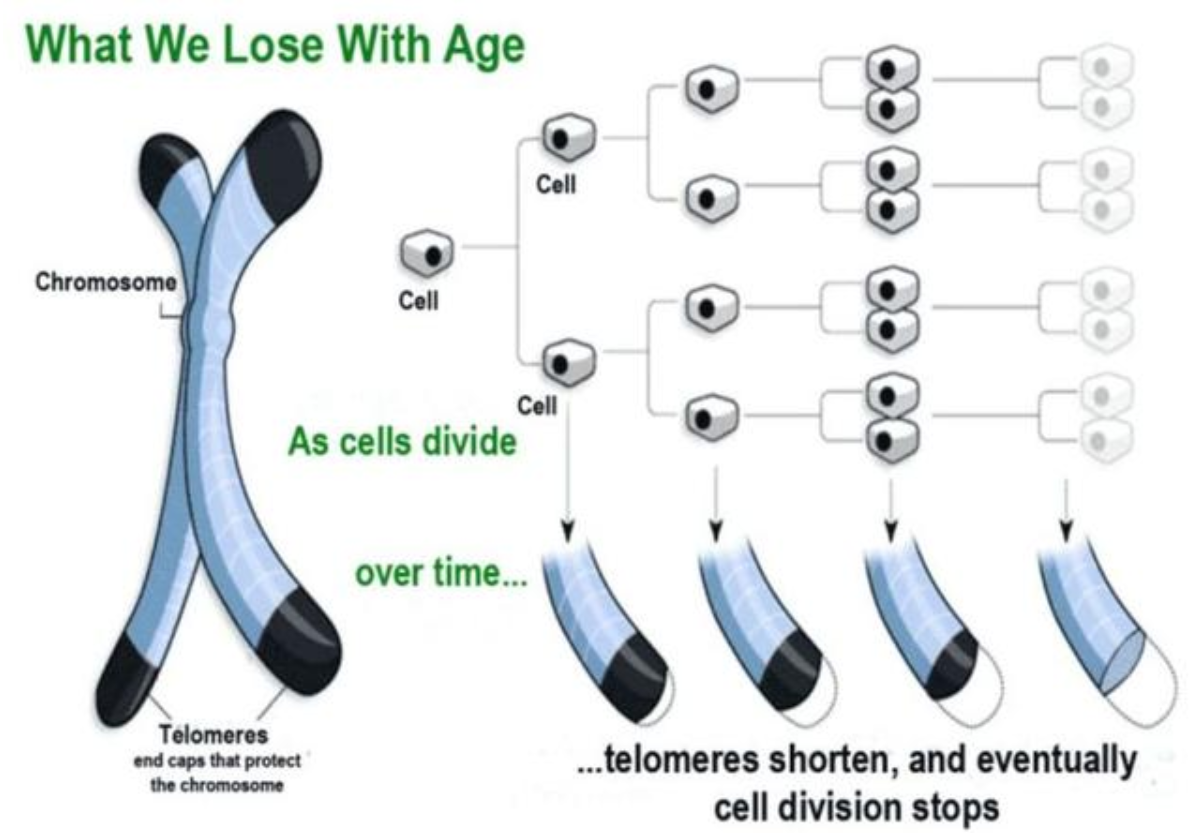 What We Lose With Age
Cell
Chromosome
Cell
Cell
As cells divide
over time...
Telomeres
end caps that protect
the chromosome
...telomeres shorten, and eventually
cell division stops